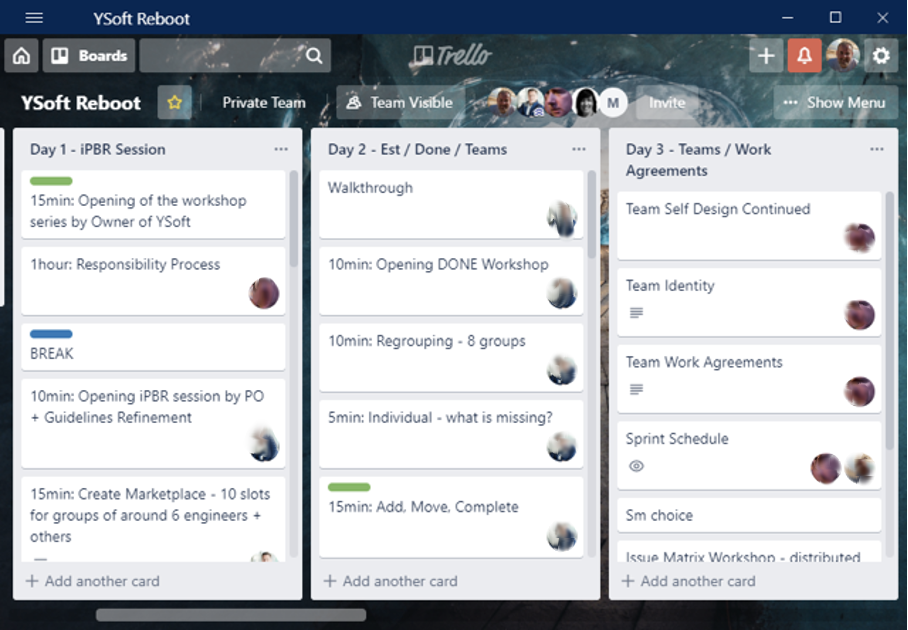 YSoft Reboot
Boards
Trello
YSoft Reboot
Private Team
Team Visible
M
Invite
Show Menu
Day 1 - iPBR Session
15min: Opening of the workshop
series by Owner of YSoft
1hour: Responsibility Process
BREAK
10min: Opening iPBR session by PO
+ Guidelines Refinement
15min: Create Marketplace - 10 slots
for groups of around 6 engineers +
others
+ Add another card
Day 2 - Est / Done / Teams
Walkthrough
10min: Opening DONE Workshop
10min: Regrouping - 8 groups
5min: Individual - what is missing?
15min: Add, Move, Complete
+ Add another card
Day 3 - Teams / Work
Agreements
Team Self Design Continued
Team Identity
Team Work Agreements
Sprint Schedule
Sm choice
Issue Matrix Workshop - distributed
+ Add another card